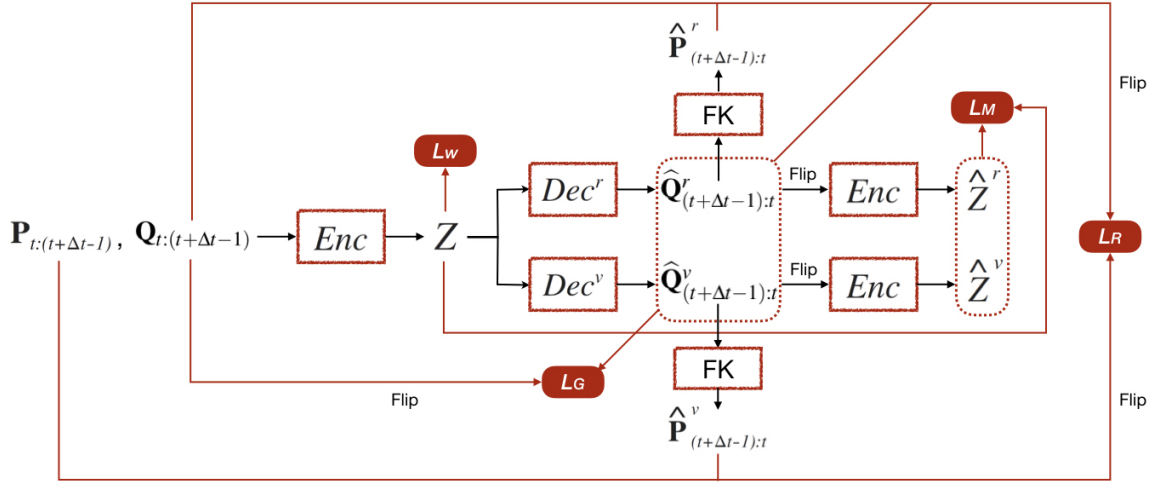 P̂^r_(t+Δt-1):t
Flip
FK
L_M
L_W
Dec^r
Q̂^r_(t+Δt−1):t
Flip
Enc
Ẑ^r
P_t:(t+Δt-1), Q_t:(t+Δt−1)
Enc
Z
L_R
Dec^v
Q̂^v_(t+Δt−1):t
Flip
Enc
Ẑ^v
FK
L_G
Flip
Flip
P̂^v_(t+Δt-1):t